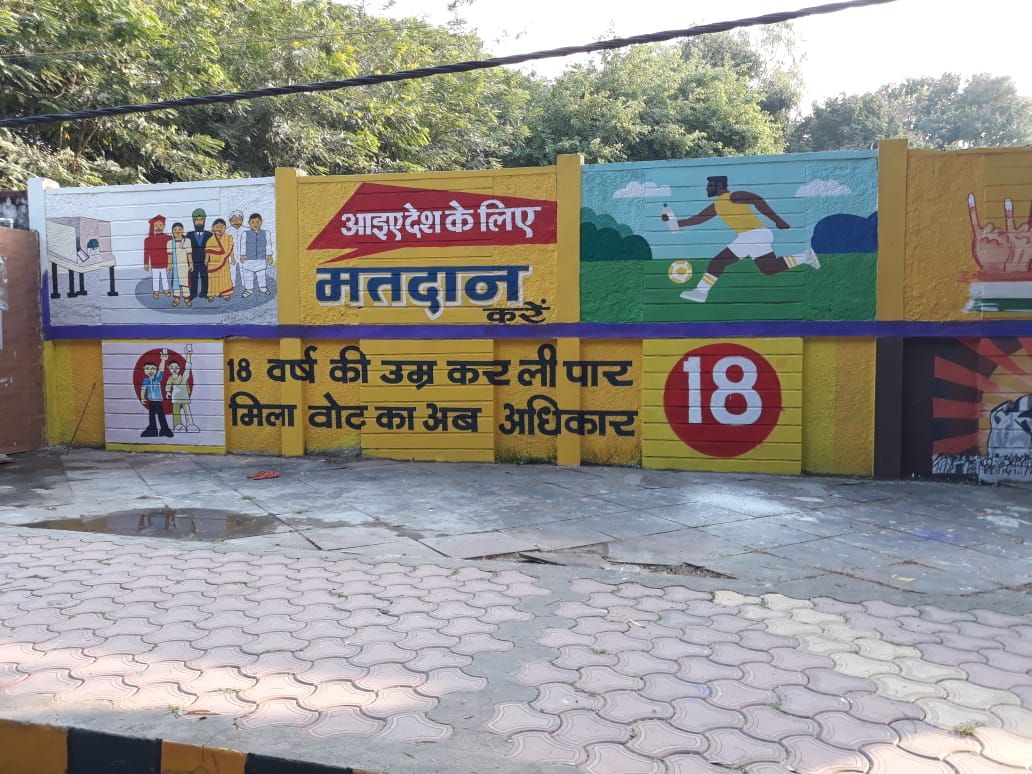 आइए देश के लिए
मतदान
करें
18 वर्ष की उम्र कर ली पार
मिला वोट का अब अधिकार
18